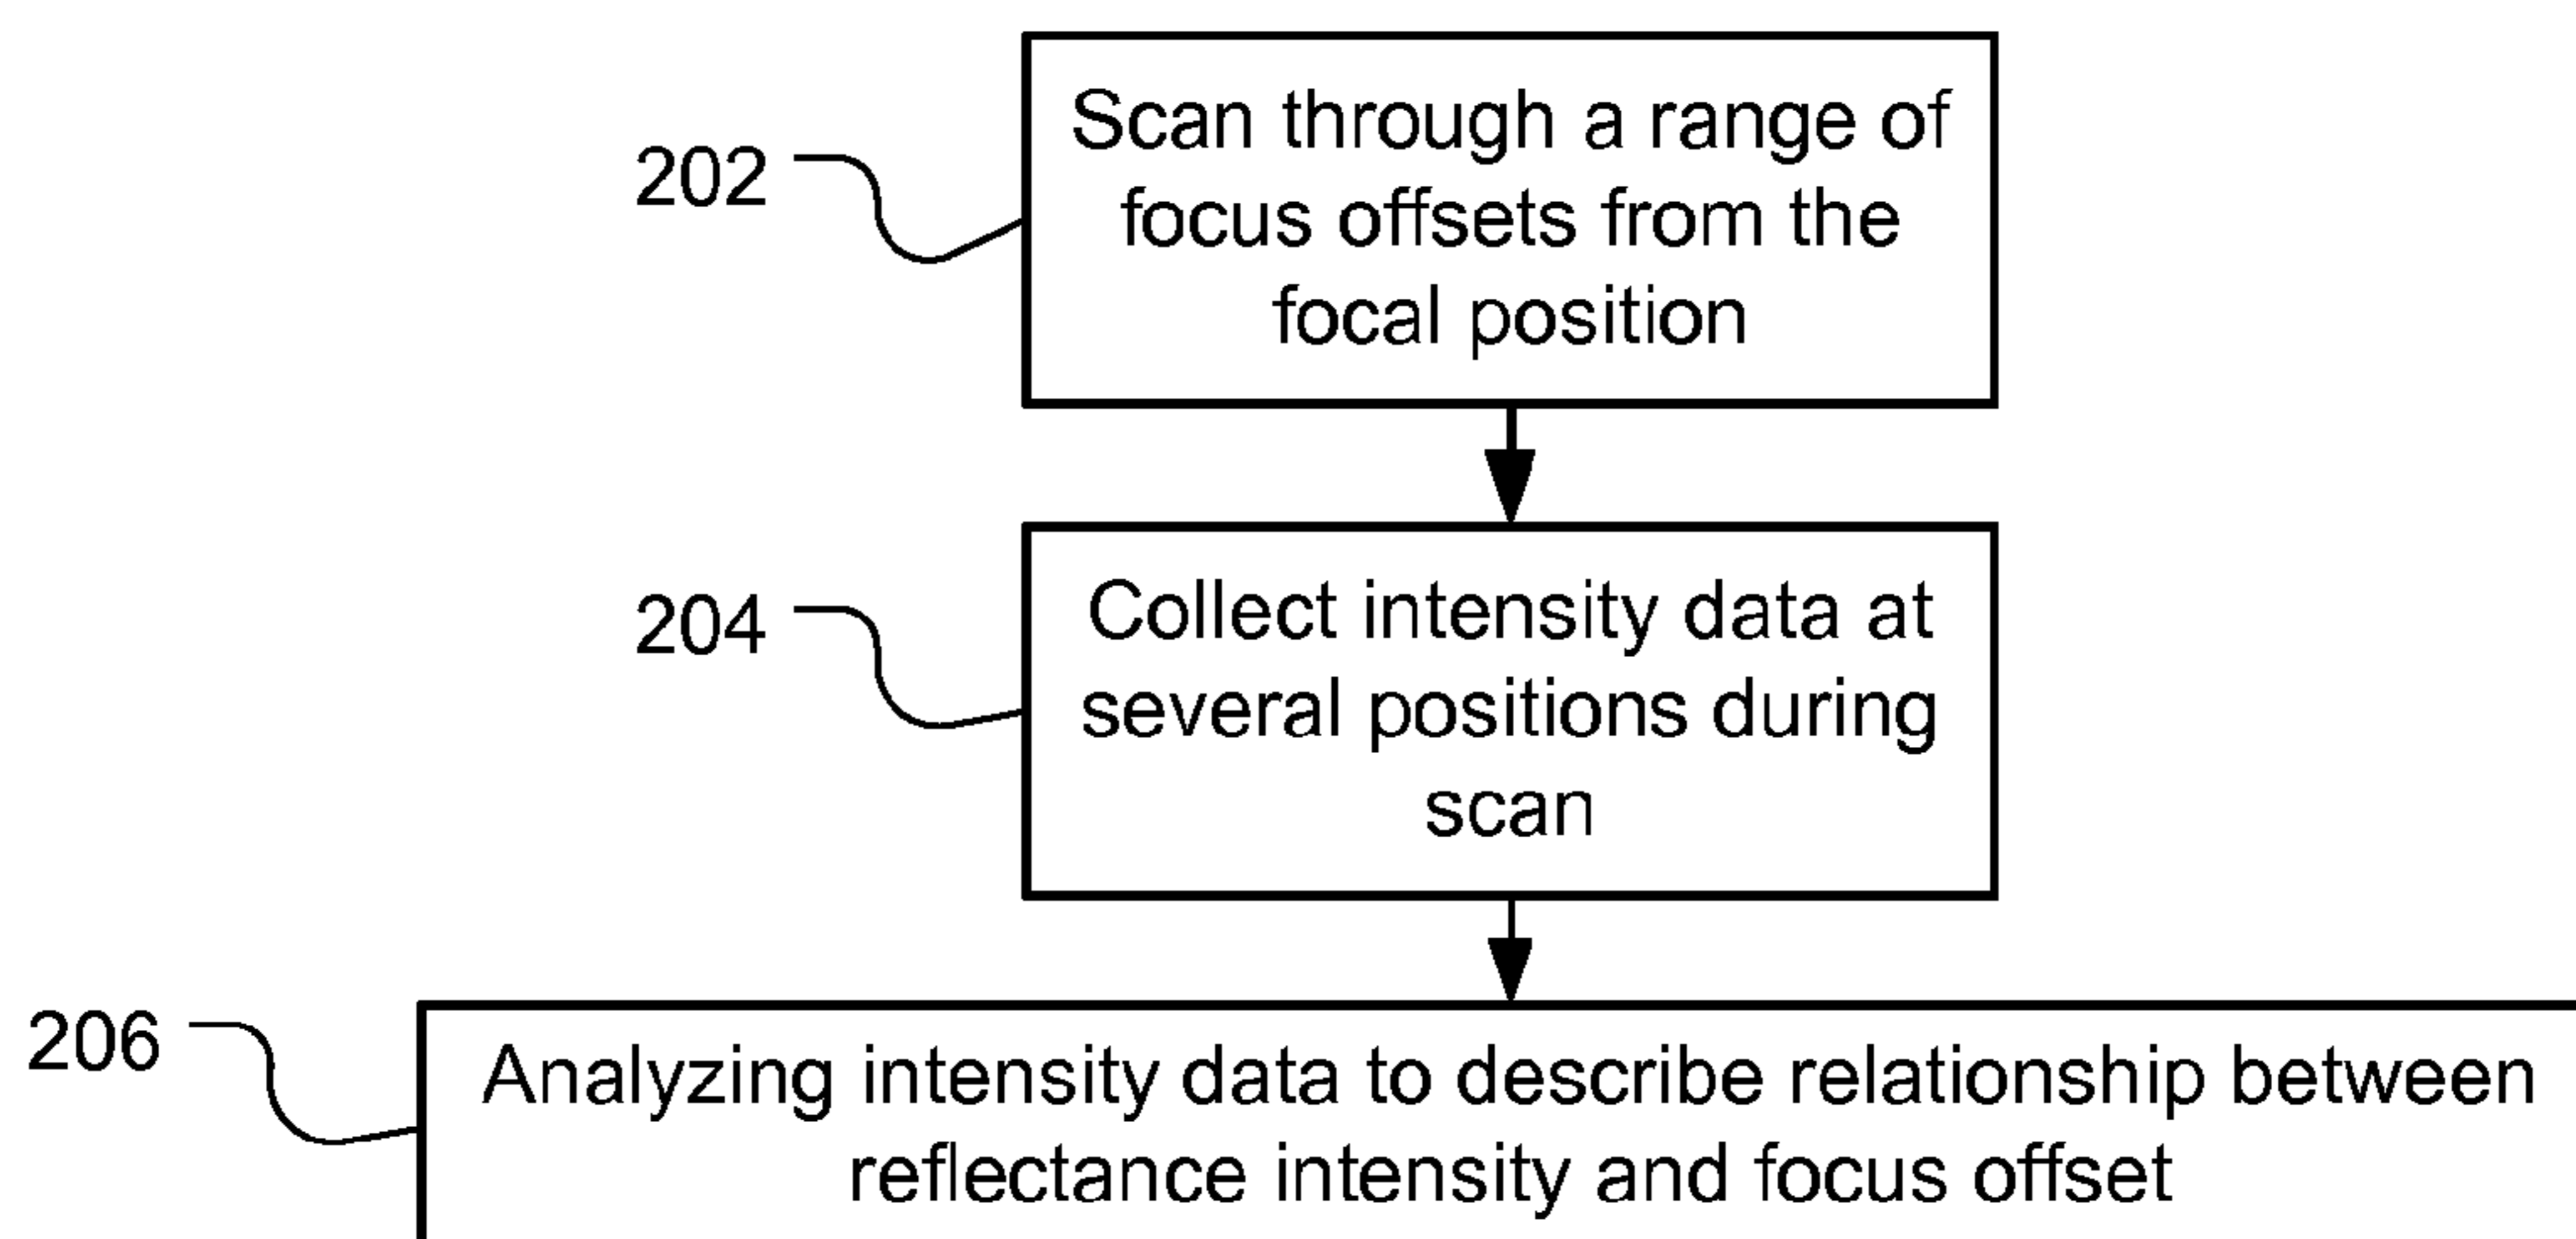 202
Scan through a range of
focus offsets from the
focal position
204
Collect intensity data at
several positions during
scan
206
Analyzing intensity data to describe relationship between
reflectance intensity and focus offset